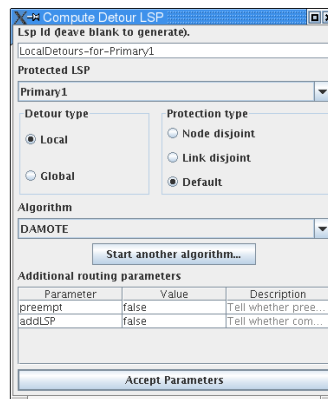 Compute Detour LSP
Lsp Id (leave blank to generate).
LocalDetours-for-Primary1
Protected LSP
Primary1
Detour type
Protection type
Local
Node disjoint
Link disjoint
Global
Default
Algorithm
DAMOTE
Start another algorithm...
Additional routing parameters
Parameter Value Description
preempt false Tell whether pree...
addLSP false Tell whether com...
Accept Parameters